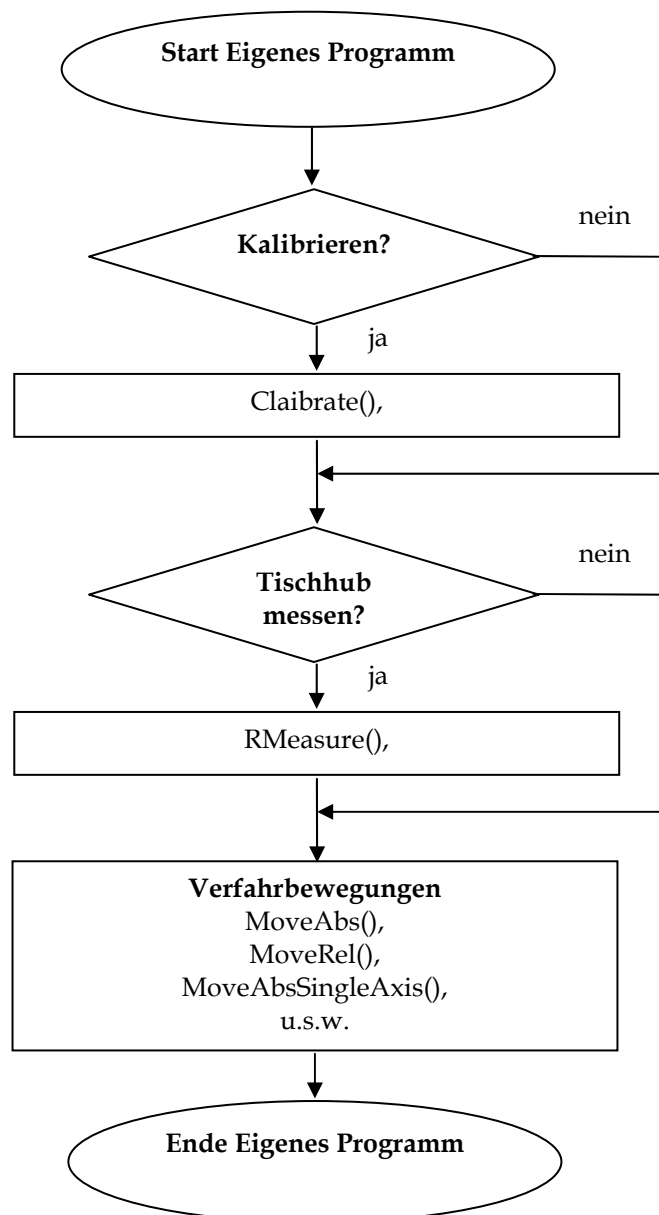 Start Eigenes Programm
Kalibrieren?
nein
ja
Claibrate(),
Tischhub
messen?
nein
ja
RMeasure(),
Verfahrbewegungen
MoveAbs(),
MoveRel(),
MoveAbsSingleAxis(),
u.s.w.
Ende Eigenes Programm